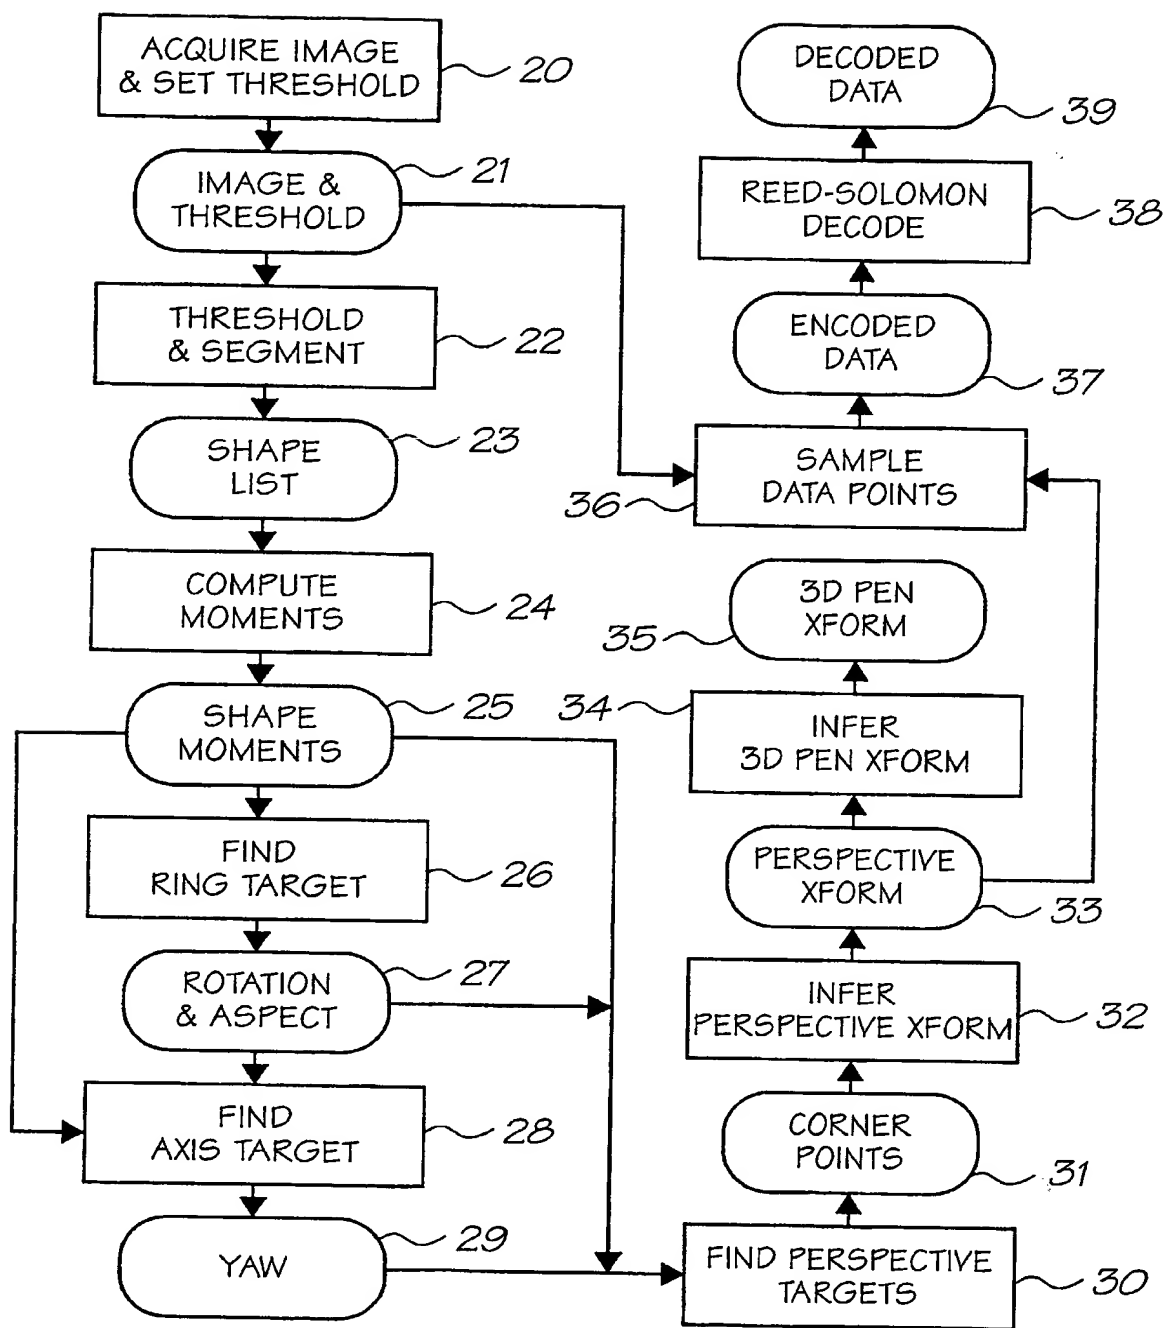 ACQUIRE IMAGE
& SET THRESHOLD
20
IMAGE &
THRESHOLD
21
THRESHOLD
& SEGMENT
22
SHAPE
LIST
23
COMPUTE
MOMENTS
24
SHAPE
MOMENTS
25
FIND
RING TARGET
26
ROTATION
& ASPECT
27
FIND
AXIS TARGET
28
YAW
29
DECODED
DATA
39
REED-SOLOMON
DECODE
38
ENCODED
DATA
37
SAMPLE
DATA POINTS
36
3D PEN
XFORM
35
INFER
3D PEN XFORM
34
PERSPECTIVE
XFORM
33
INFER
PERSPECTIVE XFORM
32
CORNER
POINTS
31
FIND PERSPECTIVE
TARGETS
30